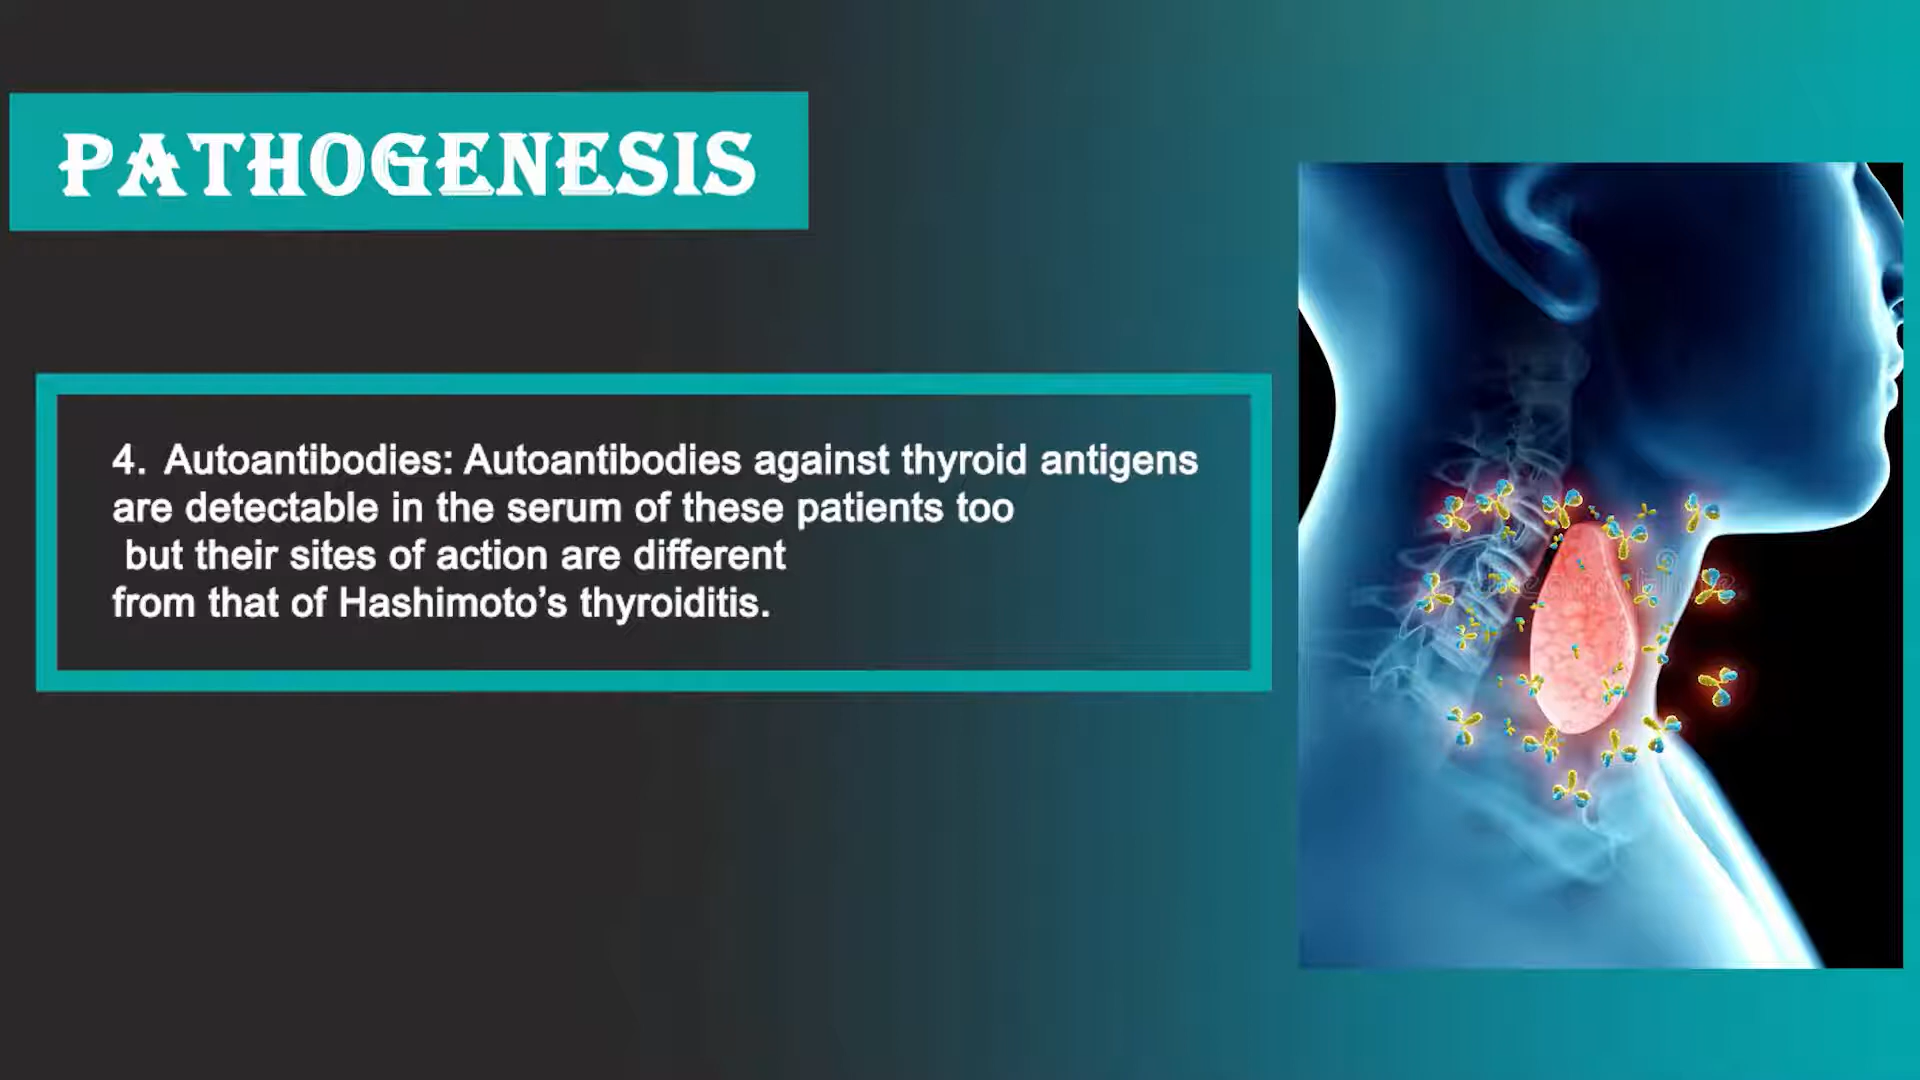 PATHOGENESIS
4. Autoantibodies: Autoantibodies against thyroid antigens
are detectable in the serum of these patients too
but their sites of action are different
from that of Hashimoto’s thyroiditis.